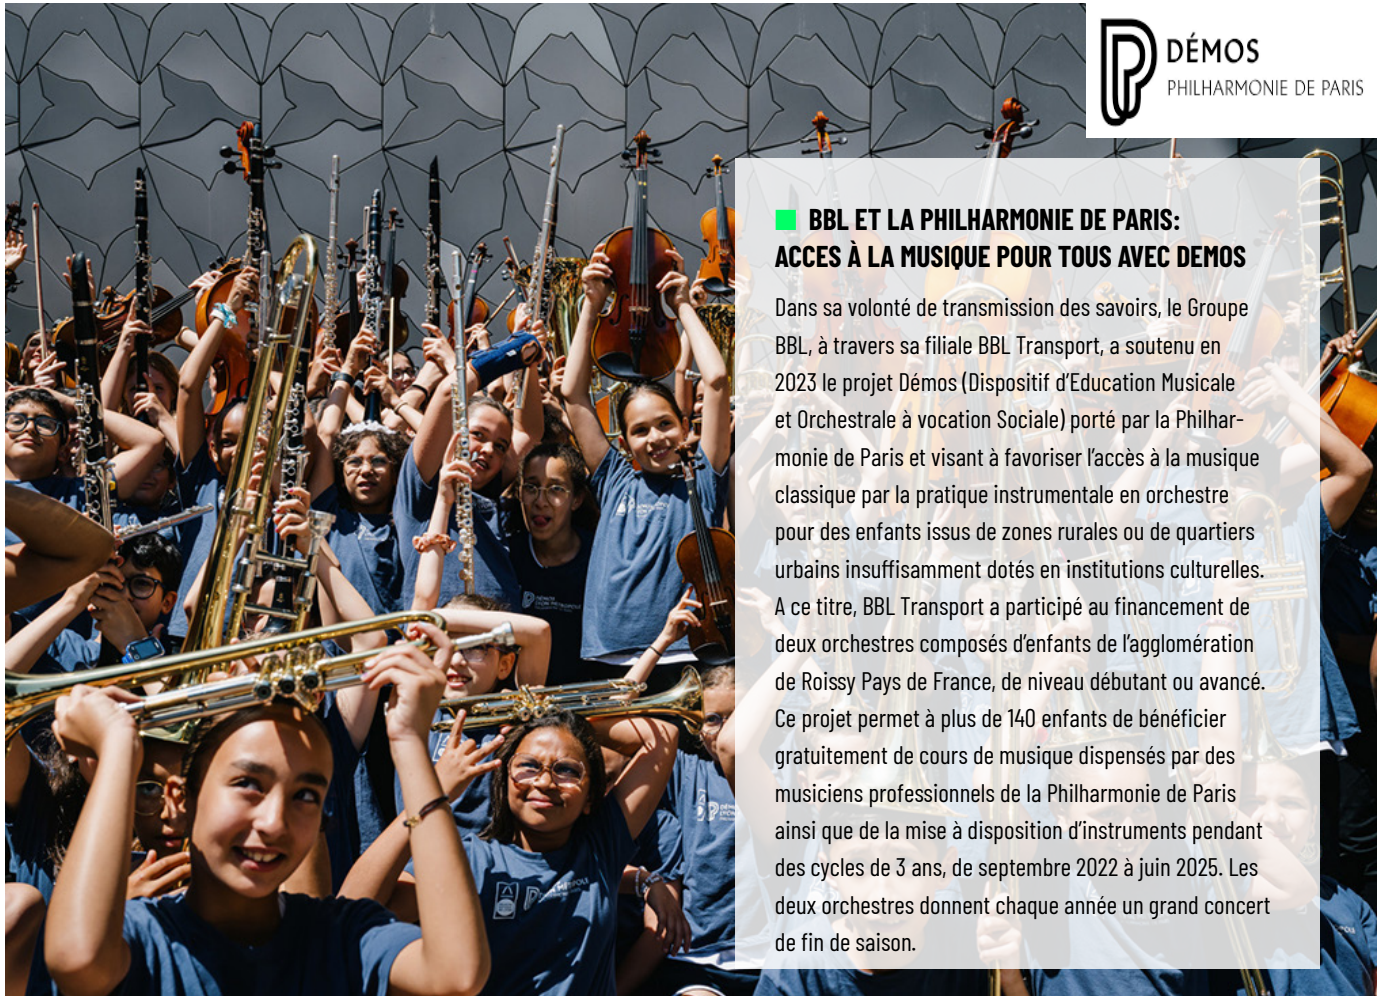 DÉMOS
PHILHARMONIE DE PARIS
BBL ET LA PHILHARMONIE DE PARIS:
ACCES À LA MUSIQUE POUR TOUS AVEC DEMOS
Dans sa volonté de transmission des savoirs, le Groupe
BBL, à travers sa filiale BBL Transport, a soutenu en
2023 le projet Démos (Dispositif d’Education Musicale
et Orchestrale à vocation Sociale) porté par la Philhar-
monie de Paris et visant à favoriser l’accès à la musique
classique par la pratique instrumentale en orchestre
pour des enfants issus de zones rurales ou de quartiers
urbains insuffisamment dotés en institutions culturelles.
A ce titre, BBL Transport a participé au financement de
deux orchestres composés d’enfants de l’agglomération
de Roissy Pays de France, de niveau débutant ou avancé.
Ce projet permet à plus de 140 enfants de bénéficier
gratuitement de cours de musique dispensés par des
musiciens professionnels de la Philharmonie de Paris
ainsi que de la mise à disposition d’instruments pendant
des cycles de 3 ans, de septembre 2022 à juin 2025. Les
deux orchestres donnent chaque année un grand concert
de fin de saison.